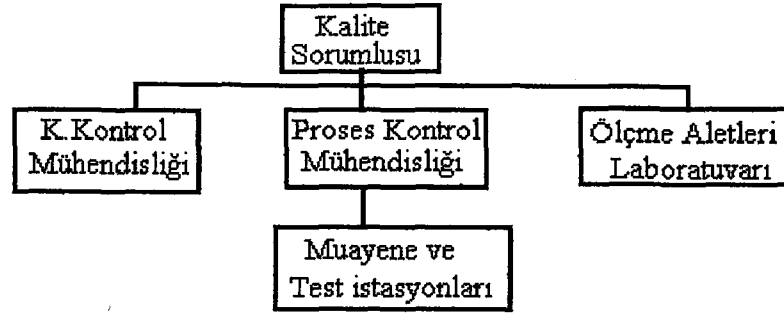 Kalite
Sorumlusu
K.Kontrol
Mühendisliği
Proses Kontrol
Mühendisliği
Ölçme Aletleri
Laboratuvarı
Muayene ve
Test istasyonları